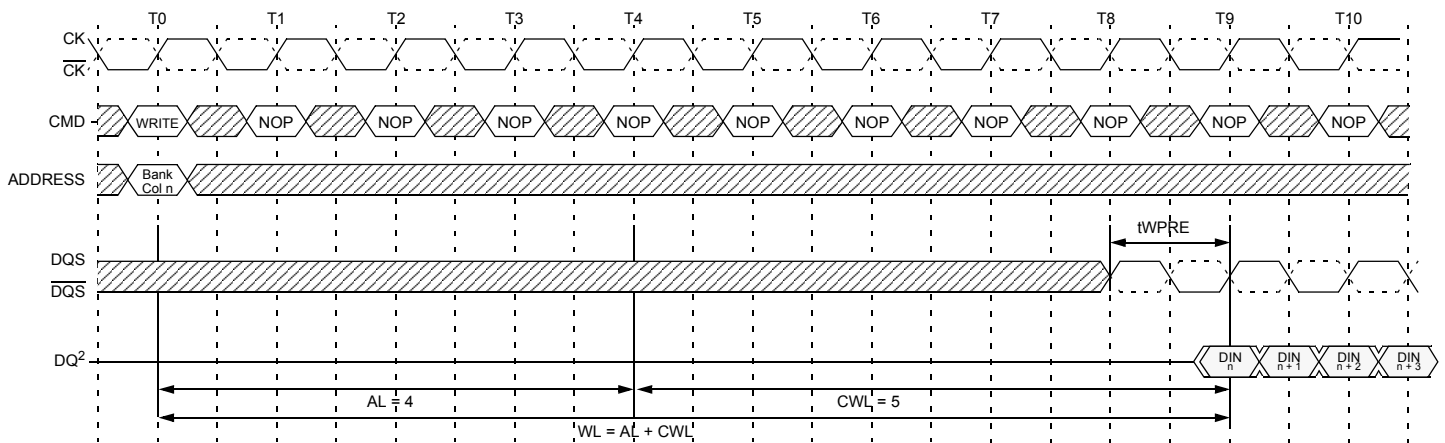 T0 T1 T2 T3 T4 T5 T6 T7 T8 T9 T10
CK
CK
CMD WRITE NOP NOP NOP NOP NOP NOP NOP NOP NOP NOP
ADDRESS Bank
Col n
tWPRE
DQS
DQS
DQ2 DIN n DIN n + 1 DIN n + 2 DIN n + 3
AL = 4 CWL = 5
WL = AL + CWL